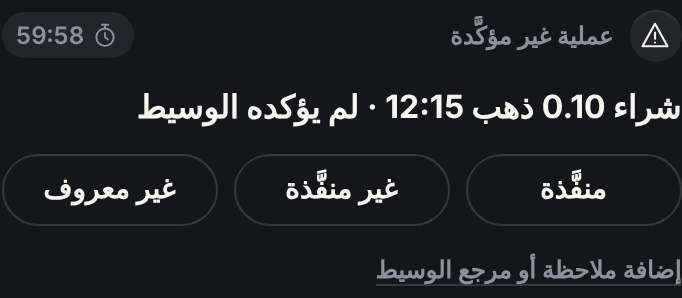 عملية غير مؤكَّدة
59:58
شراء 0.10 ذهب 12:15 · لم يؤكده الوسيط
منفَّذة
غير منفَّذة
غير معروف
إضافة ملاحظة أو مرجع الوسيط